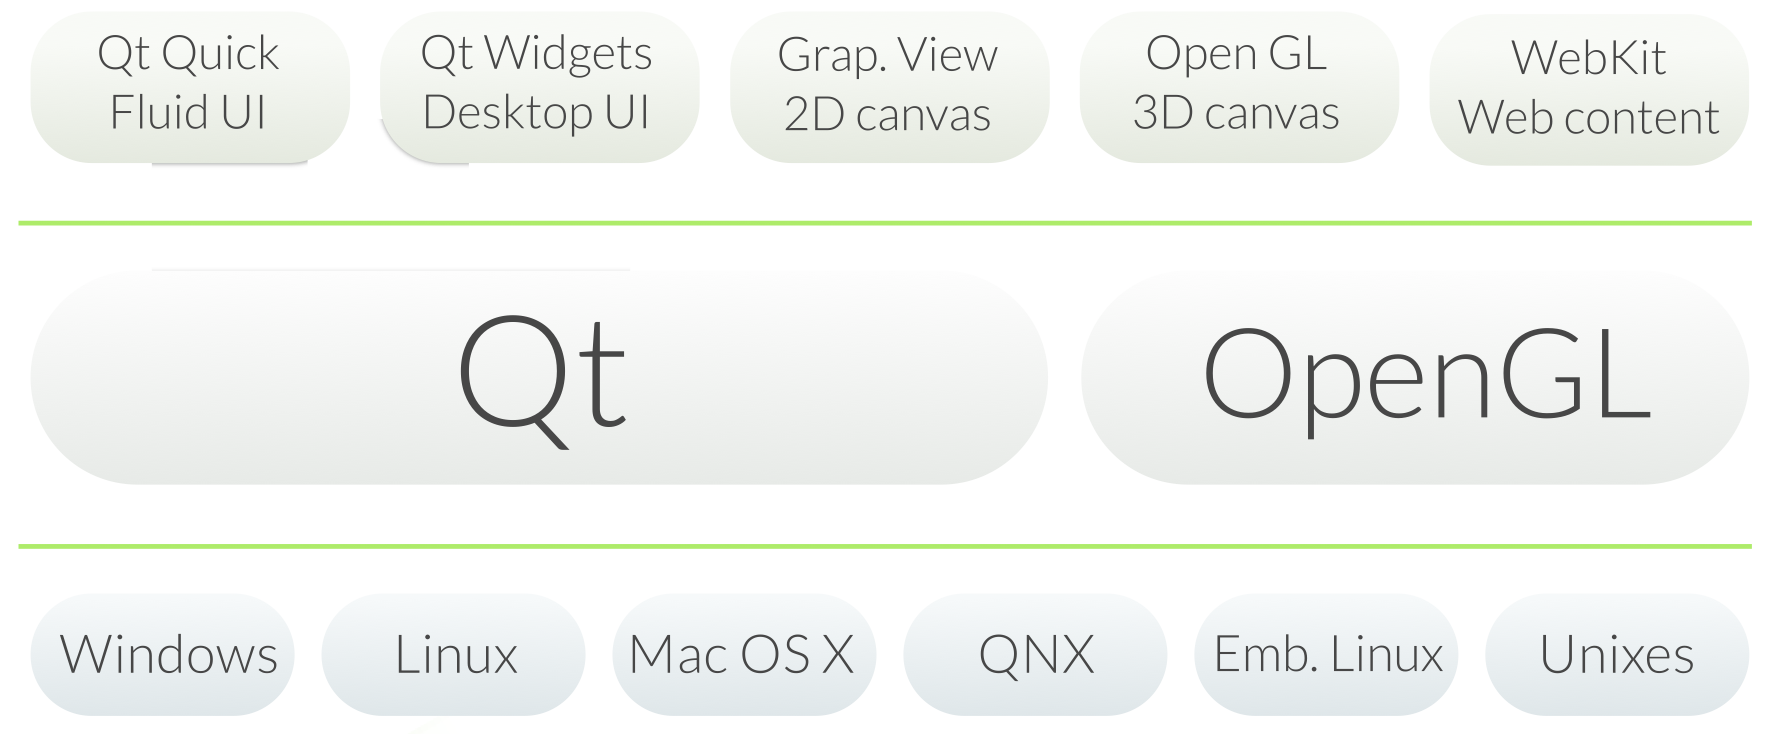 Qt Quick
Fluid UI
Qt Widgets
Desktop UI
Grap. View
2D canvas
Open GL
3D canvas
WebKit
Web content
Qt
OpenGL
Windows
Linux
Mac OS X
QNX
Emb. Linux
Unixes